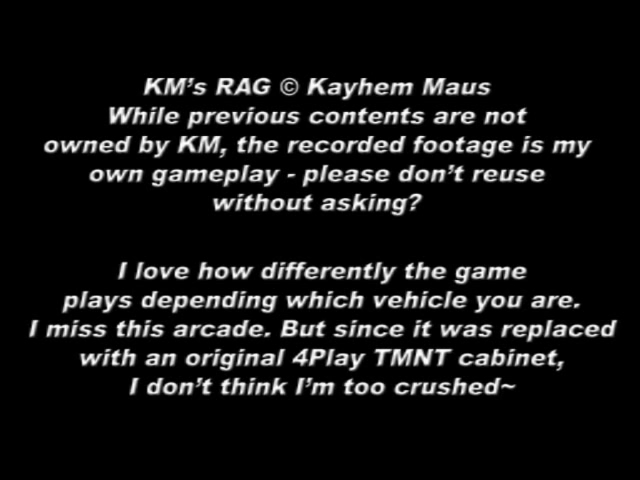 KM's RAG © Kayhem Maus
While previous contents are not
owned by KM, the recorded footage is my
own gameplay - please don't reuse
without asking?
I love how differently the game
plays depending which vehicle you are.
I miss this arcade. But since it was replaced
with an original 4Play TMNT cabinet,
I don't think I'm too crushed~